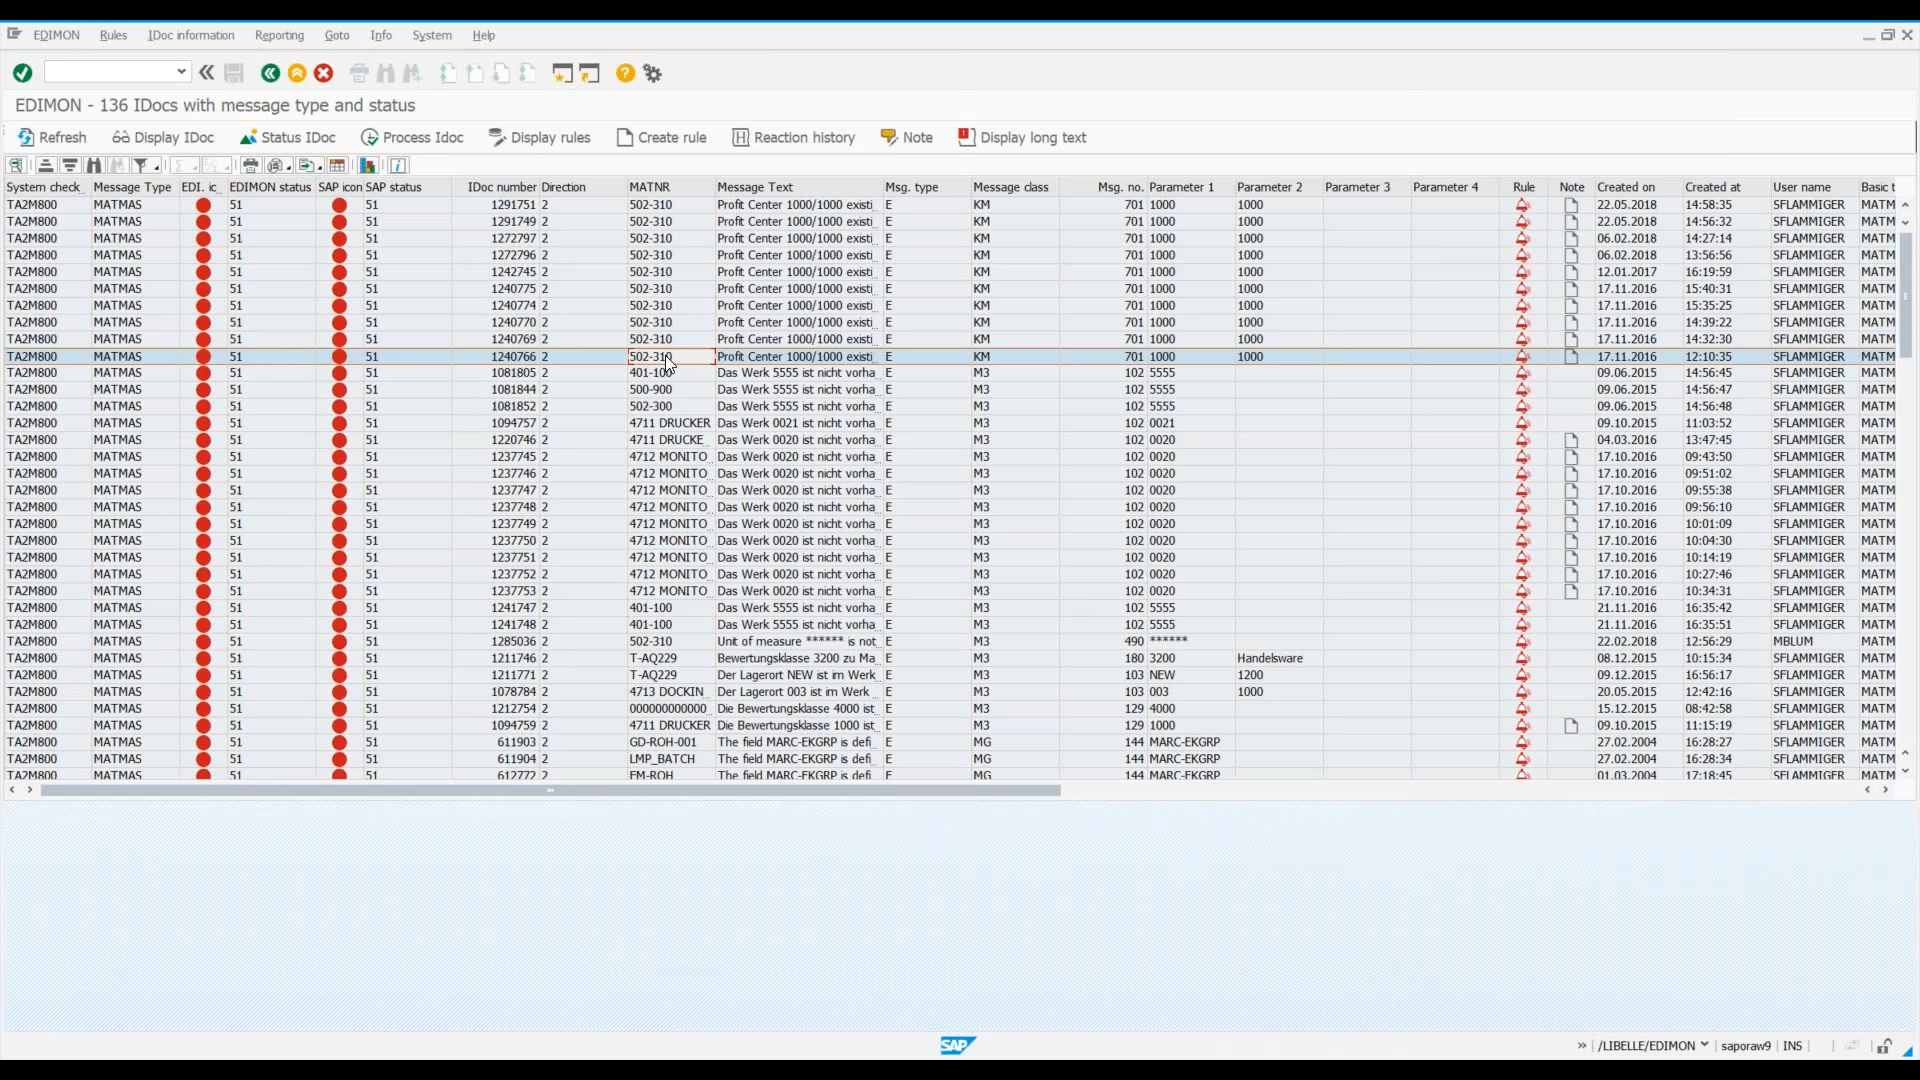 EDIMON Rules IDoc information Reporting Goto Info System Help
EDIMON - 136 IDocs with message type and status
Refresh Display IDoc Status IDoc Process Idoc Display rules Create rule Reaction history Note Display long text
System check.. Message Type EDI. ic.. EDIMON status SAP icon SAP status IDoc number Direction MATNR Message Text Msg. type Message class Msg. no. Parameter 1 Parameter 2 Parameter 3 Parameter 4 Rule Note Created on Created at User name Basic t
TA2M800 MATMAS 51 51 1291751 2 502-310 Profit Center 1000/1000 existi.. E KM 701 1000 1000 22.05.2018 14:58:35 SFLAMMIGER MATM
TA2M800 MATMAS 51 51 1291749 2 502-310 Profit Center 1000/1000 existi.. E KM 701 1000 1000 22.05.2018 14:56:32 SFLAMMIGER MATM
TA2M800 MATMAS 51 51 1272797 2 502-310 Profit Center 1000/1000 existi.. E KM 701 1000 1000 06.02.2018 14:27:14 SFLAMMIGER MATM
TA2M800 MATMAS 51 51 1272796 2 502-310 Profit Center 1000/1000 existi.. E KM 701 1000 1000 06.02.2018 13:56:56 SFLAMMIGER MATM
TA2M800 MATMAS 51 51 1242745 2 502-310 Profit Center 1000/1000 existi.. E KM 701 1000 1000 12.01.2017 16:19:59 SFLAMMIGER MATM
TA2M800 MATMAS 51 51 1240775 2 502-310 Profit Center 1000/1000 existi.. E KM 701 1000 1000 17.11.2016 15:40:31 SFLAMMIGER MATM
TA2M800 MATMAS 51 51 1240774 2 502-310 Profit Center 1000/1000 existi.. E KM 701 1000 1000 17.11.2016 15:35:25 SFLAMMIGER MATM
TA2M800 MATMAS 51 51 1240770 2 502-310 Profit Center 1000/1000 existi.. E KM 701 1000 1000 17.11.2016 14:39:22 SFLAMMIGER MATM
TA2M800 MATMAS 51 51 1240769 2 502-310 Profit Center 1000/1000 existi.. E KM 701 1000 1000 17.11.2016 14:32:30 SFLAMMIGER MATM
TA2M800 MATMAS 51 51 1240766 2 502-310 Profit Center 1000/1000 existi.. E KM 701 1000 1000 17.11.2016 12:10:35 SFLAMMIGER MATM
TA2M800 MATMAS 51 51 1081805 2 401-100 Das Werk 5555 ist nicht vorha.. E M3 102 5555 09.06.2015 14:56:45 SFLAMMIGER MATM
TA2M800 MATMAS 51 51 1081844 2 500-900 Das Werk 5555 ist nicht vorha.. E M3 102 5555 09.06.2015 14:56:47 SFLAMMIGER MATM
TA2M800 MATMAS 51 51 1081852 2 502-300 Das Werk 5555 ist nicht vorha.. E M3 102 5555 09.06.2015 14:56:48 SFLAMMIGER MATM
TA2M800 MATMAS 51 51 1094757 2 4711 DRUCKER Das Werk 0021 ist nicht vorha.. E M3 102 0021 09.10.2015 11:03:52 SFLAMMIGER MATM
TA2M800 MATMAS 51 51 1220746 2 4711 DRUCKE.. Das Werk 0020 ist nicht vorha.. E M3 102 0020 04.03.2016 13:47:45 SFLAMMIGER MATM
TA2M800 MATMAS 51 51 1237745 2 4712 MONITO.. Das Werk 0020 ist nicht vorha.. E M3 102 0020 17.10.2016 09:43:50 SFLAMMIGER MATM
TA2M800 MATMAS 51 51 1237746 2 4712 MONITO.. Das Werk 0020 ist nicht vorha.. E M3 102 0020 17.10.2016 09:51:02 SFLAMMIGER MATM
TA2M800 MATMAS 51 51 1237747 2 4712 MONITO.. Das Werk 0020 ist nicht vorha.. E M3 102 0020 17.10.2016 09:55:38 SFLAMMIGER MATM
TA2M800 MATMAS 51 51 1237748 2 4712 MONITO.. Das Werk 0020 ist nicht vorha.. E M3 102 0020 17.10.2016 09:56:10 SFLAMMIGER MATM
TA2M800 MATMAS 51 51 1237749 2 4712 MONITO.. Das Werk 0020 ist nicht vorha.. E M3 102 0020 17.10.2016 10:01:09 SFLAMMIGER MATM
TA2M800 MATMAS 51 51 1237750 2 4712 MONITO.. Das Werk 0020 ist nicht vorha.. E M3 102 0020 17.10.2016 10:04:30 SFLAMMIGER MATM
TA2M800 MATMAS 51 51 1237751 2 4712 MONITO.. Das Werk 0020 ist nicht vorha.. E M3 102 0020 17.10.2016 10:14:19 SFLAMMIGER MATM
TA2M800 MATMAS 51 51 1237752 2 4712 MONITO.. Das Werk 0020 ist nicht vorha.. E M3 102 0020 17.10.2016 10:27:46 SFLAMMIGER MATM
TA2M800 MATMAS 51 51 1237753 2 4712 MONITO.. Das Werk 0020 ist nicht vorha.. E M3 102 0020 17.10.2016 10:34:31 SFLAMMIGER MATM
TA2M800 MATMAS 51 51 1241747 2 401-100 Das Werk 5555 ist nicht vorha.. E M3 102 5555 21.11.2016 16:35:42 SFLAMMIGER MATM
TA2M800 MATMAS 51 51 1241748 2 401-100 Das Werk 5555 ist nicht vorha.. E M3 102 5555 21.11.2016 16:35:51 SFLAMMIGER MATM
TA2M800 MATMAS 51 51 1285036 2 502-310 Unit of measure ****** is not.. E M3 490 ****** 22.02.2018 12:56:29 MBLUM MATM
TA2M800 MATMAS 51 51 1211746 2 T-AQ229 Bewertungsklasse 3200 zu Ma.. E M3 180 3200 Handelsware 08.12.2015 10:15:34 SFLAMMIGER MATM
TA2M800 MATMAS 51 51 1211771 2 T-AQ229 Der Lagerort NEW ist im Werk.. E M3 103 NEW 1200 09.12.2015 16:56:17 SFLAMMIGER MATM
TA2M800 MATMAS 51 51 1078784 2 4713 DOCKIN.. Der Lagerort 003 ist im Werk .. E M3 103 003 1000 20.05.2015 12:42:16 SFLAMMIGER MATM
TA2M800 MATMAS 51 51 1212754 2 000000000000.. Die Bewertungsklasse 4000 ist.. E M3 129 4000 15.12.2015 08:42:58 SFLAMMIGER MATM
TA2M800 MATMAS 51 51 1094759 2 4711 DRUCKER Die Bewertungsklasse 1000 ist.. E M3 129 1000 09.10.2015 11:15:19 SFLAMMIGER MATM
TA2M800 MATMAS 51 51 611903 2 GD-ROH-001 The field MARC-EKGRP is defi.. E MG 144 MARC-EKGRP 27.02.2004 16:28:27 SFLAMMIGER MATM
TA2M800 MATMAS 51 51 611904 2 LMP_BATCH The field MARC-EKGRP is defi.. E MG 144 MARC-EKGRP 27.02.2004 16:28:34 SFLAMMIGER MATM
TA2M800 MATMAS 51 51 612772 2 FM-ROH The field MARC-EKGRP is defi.. E MG 144 MARC-EKGRP 01.03.2004 17:18:45 SFLAMMIGER MATM
SAP /LIBELLE/EDIMON saporaw9 INS